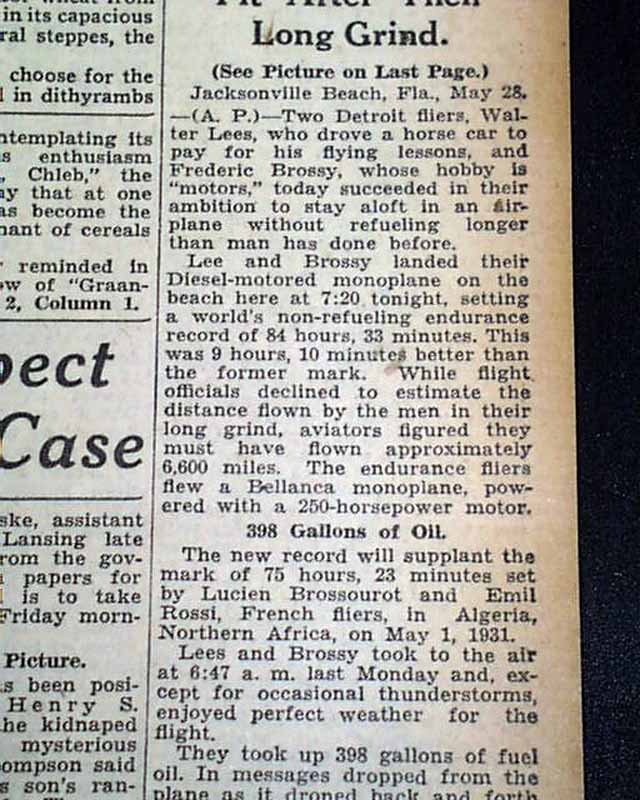 in its capacious
ral steppes, the
choose for the
l in dithyrambs
ntemplating its
s enthusiasm
Chleb," the
ay that at one
as become the
nant of cereals
reminded in
w of "Graan-
2, Column 1.
pect
Case
ske, assistant
Lansing late
rom the gov-
papers for
is to take
Friday morn-
Picture.
s been posi-
Henry S.
he kidnaped
mysterious
ompson said
s son's ran-
Long Grind.
(See Picture on Last Page.)
Jacksonville Beach, Fla., May 28.
—(A. P.)—Two Detroit fliers, Wal-
ter Lees, who drove a horse car to
pay for his flying lessons, and
Frederic Brossy, whose hobby is
"motors," today succeeded in their
ambition to stay aloft in an air-
plane without refueling longer
than man has done before.
Lee and Brossy landed their
Diesel-motored monoplane on the
beach here at 7:20 tonight, setting
a world's non-refueling endurance
record of 84 hours, 33 minutes. This
was 9 hours, 10 minutes better than
the former mark. While flight
officials declined to estimate the
distance flown by the men in their
long grind, aviators figured they
must have flown approximately
6,600 miles. The endurance fliers
flew a Bellanca monoplane, pow-
ered with a 250-horsepower motor.
398 Gallons of Oil.
The new record will supplant the
mark of 75 hours, 23 minutes set
by Lucien Brossourot and Emil
Rossi, French fliers, in Algeria,
Northern Africa, on May 1, 1931.
Lees and Brossy took to the air
at 6:47 a. m. last Monday and, ex-
cept for occasional thunderstorms,
enjoyed perfect weather for the
flight.
They took up 398 gallons of fuel
oil. In messages dropped from the
plane as it droned back and forth